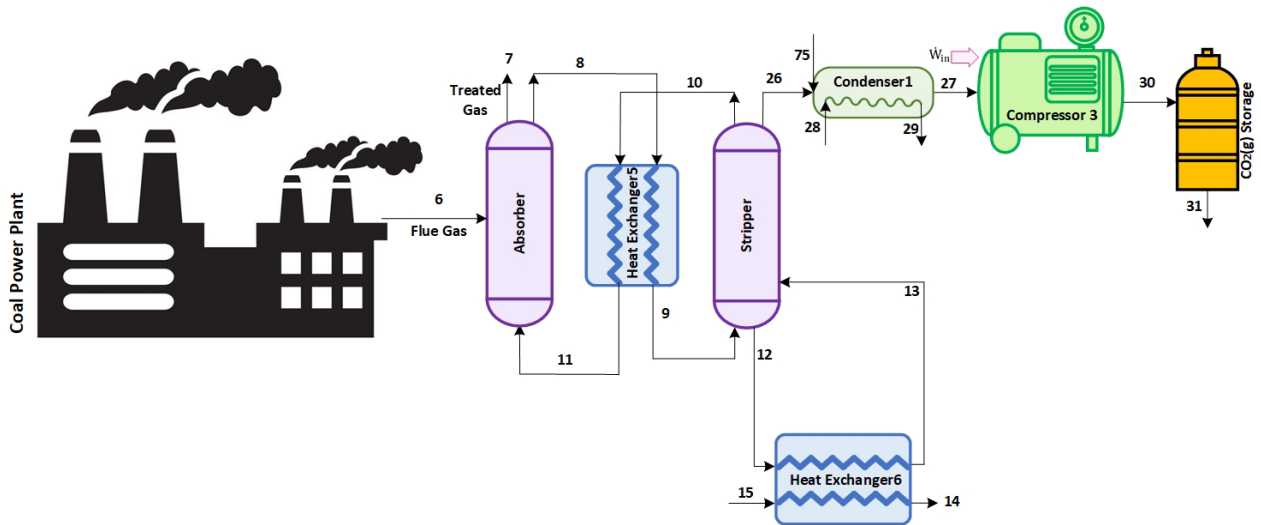 7
8
10
26
75
Ẇin
Condenser1
27
Compressor 3
30
Treated
Gas
28
29
CO2(g) Storage
31
6
Flue Gas
Absorber
Heat Exchanger5
Stripper
Coal Power Plant
13
9
11
12
Heat Exchanger6
15
14